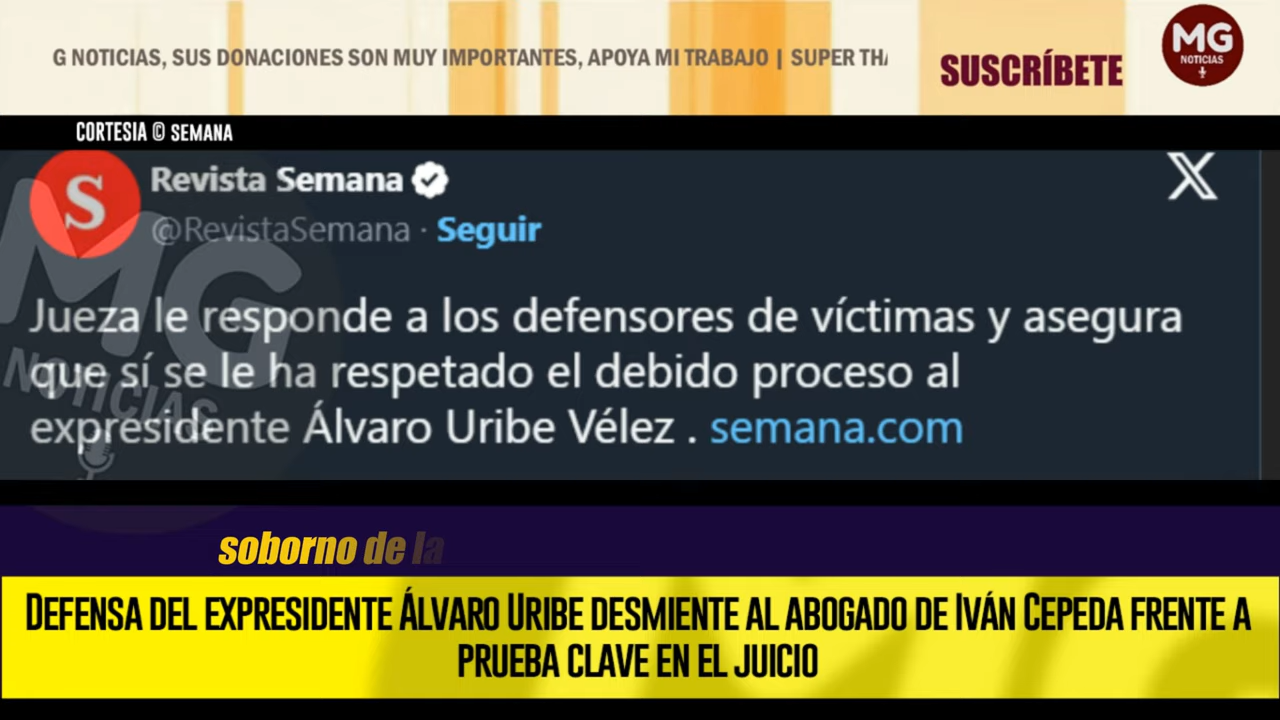 G NOTICIAS, SUS DONACIONES SON MUY IMPORTANTES, APOYA MI TRABAJO | SUPER
SUSCRÍBETE
MG
NOTICIAS
CORTESIA © SEMANA
S
Revista Semana
X
@RevistaSemana · Seguir
Jueza le responde a los defensores de víctimas y asegura
que sí se le ha respetado el debido proceso al
expresidente Álvaro Uribe Vélez . semana.com
MG
NOTICIAS
soborno de la
DEFENSA DEL EXPRESIDENTE ÁLVARO URIBE DESMIENTE AL ABOGADO DE IVÁN CEPEDA FRENTE A
PRUEBA CLAVE EN EL JUICIO